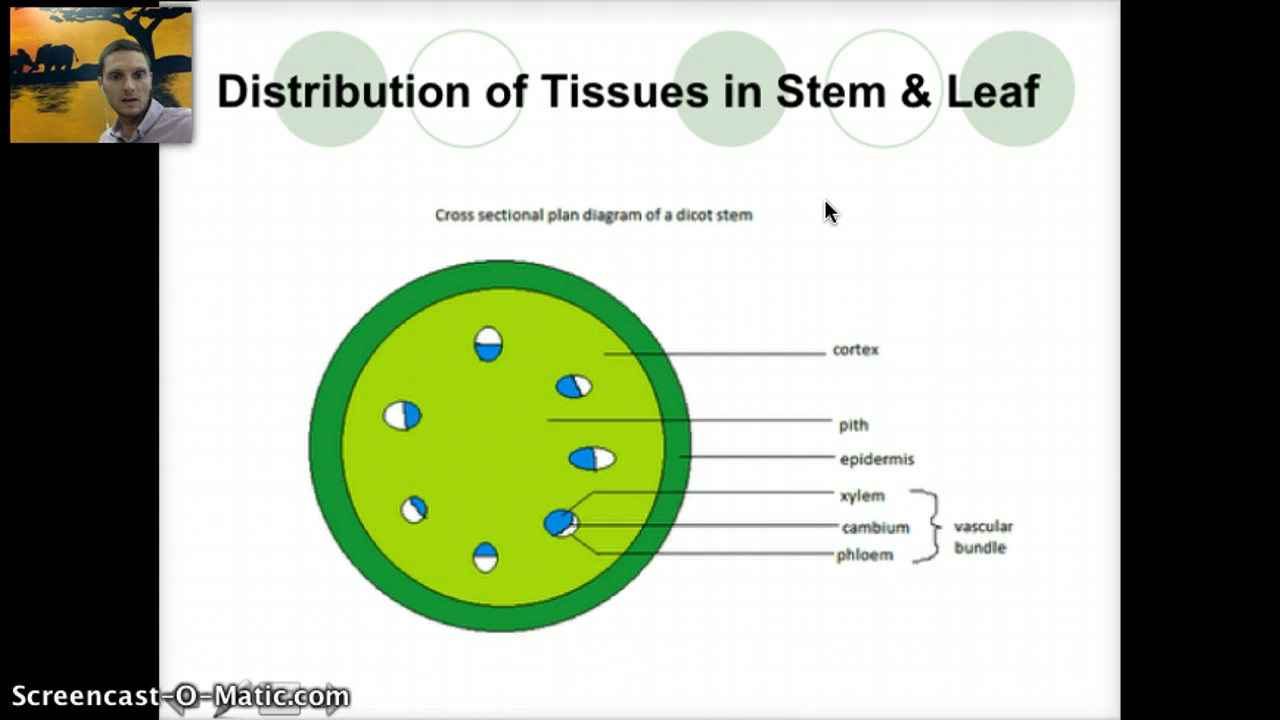 Distribution of Tissues in Stem & Leaf
Cross sectional plan diagram of a dicot stem
cortex
pith
epidermis
xylem
cambium
phloem
vascular
bundle
Screencast-O-Matic.com